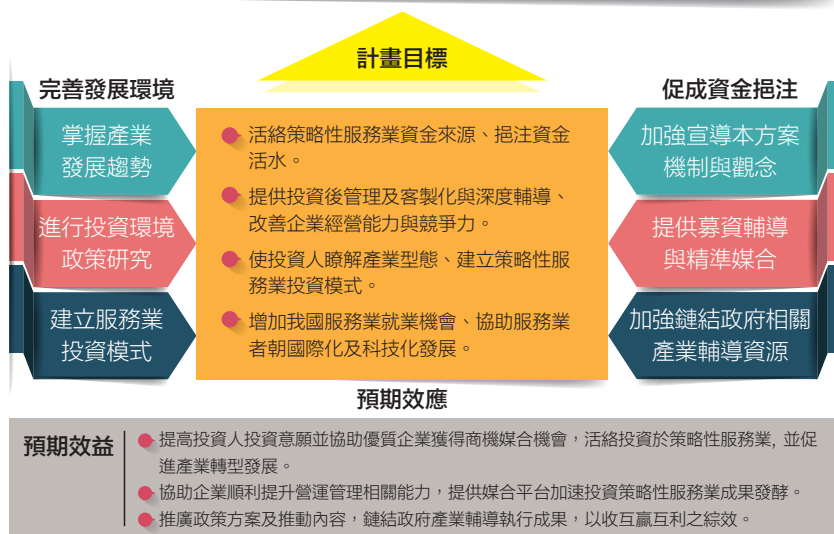 計畫目標
完善發展環境
掌握產業
發展趨勢
進行投資環境
政策研究
建立服務業
投資模式
活絡策略性服務業資金來源、挹注資金
活水。
提供投資後管理及客製化與深度輔導、
改善企業經營能力與競爭力。
使投資人瞭解產業型態、建立策略性服
務業投資模式。
增加我國服務業就業機會、協助服務業
者朝國際化及科技化發展。
促成資金挹注
加強宣導本方案
機制與觀念
提供募資輔導
與精準媒合
加強鏈結政府相關
產業輔導資源
預期效應
預期效益
提高投資人投資意願並協助優質企業獲得商機媒合機會，活絡投資於策略性服務業, 並促
進產業轉型發展。
協助企業順利提升營運管理相關能力，提供媒合平台加速投資策略性服務業成果發酵。
推廣政策方案及推動內容，鏈結政府產業輔導執行成果，以收互贏互利之綜效。